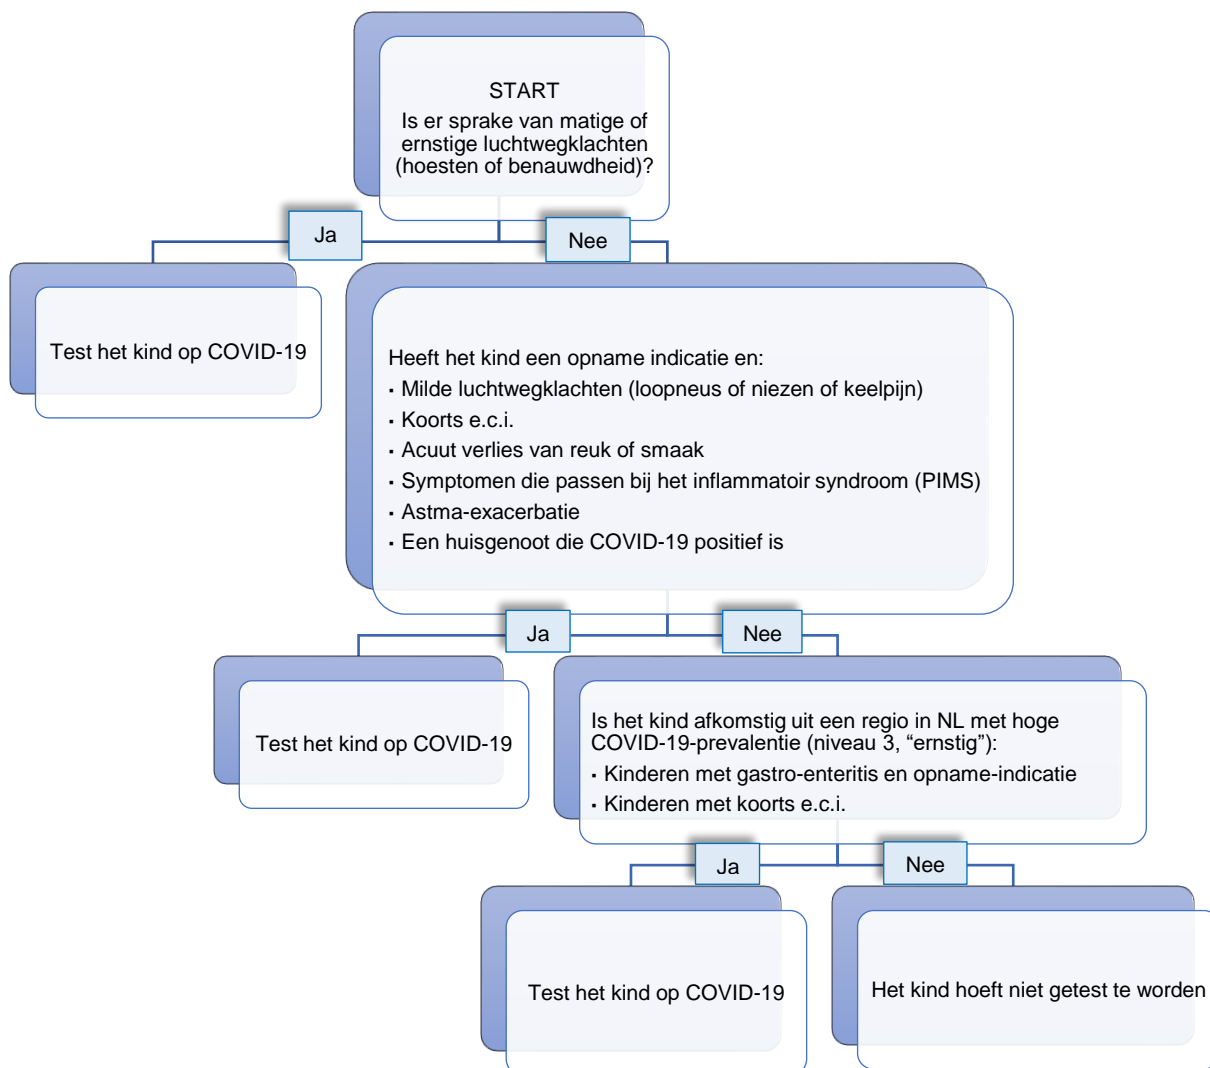 START
Is er sprake van matige of
ernstige luchtwegklachten
(hoesten of benauwdheid)?
Ja
Nee
Test het kind op COVID-19
Heeft het kind een opname indicatie en:
· Milde luchtwegklachten (loopneus of niezen of keelpijn)
· Koorts e.c.i.
· Acuut verlies van reuk of smaak
· Symptomen die passen bij het inflammatoir syndroom (PIMS)
· Astma-exacerbatie
· Een huisgenoot die COVID-19 positief is
Ja
Nee
Test het kind op COVID-19
Is het kind afkomstig uit een regio in NL met hoge
COVID-19-prevalentie (niveau 3, “ernstig”):
· Kinderen met gastro-enteritis en opname-indicatie
· Kinderen met koorts e.c.i.
Ja
Nee
Test het kind op COVID-19
Het kind hoeft niet getest te worden